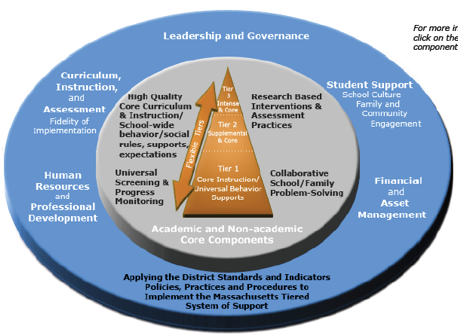 For more in
click on the
component
Leadership and Governance
Curriculum,
Instruction,
and
Assessment
Fidelity of
Implementation
Student Support
School Culture
Family and
Community
Engagement
Human
Resources
and
Professional
Development
Financial
and
Asset
Management
High Quality
Core Curriculum
& Instruction/
School-wide
behavior/social
rules, supports,
expectations
Universal
Screening &
Progress
Monitoring
Flexible Tiers
Tier
3
Intense
& Core
Tier 2
Supplemental
& Core
Tier 1
Core Instruction/
Universal Behavior
Supports
Research Based
Interventions &
Assessment
Practices
Collaborative
School/Family
Problem-Solving
Academic and Non-academic
Core Components
Applying the District Standards and Indicators
Policies, Practices and Procedures to
Implement the Massachusetts Tiered
System of Support